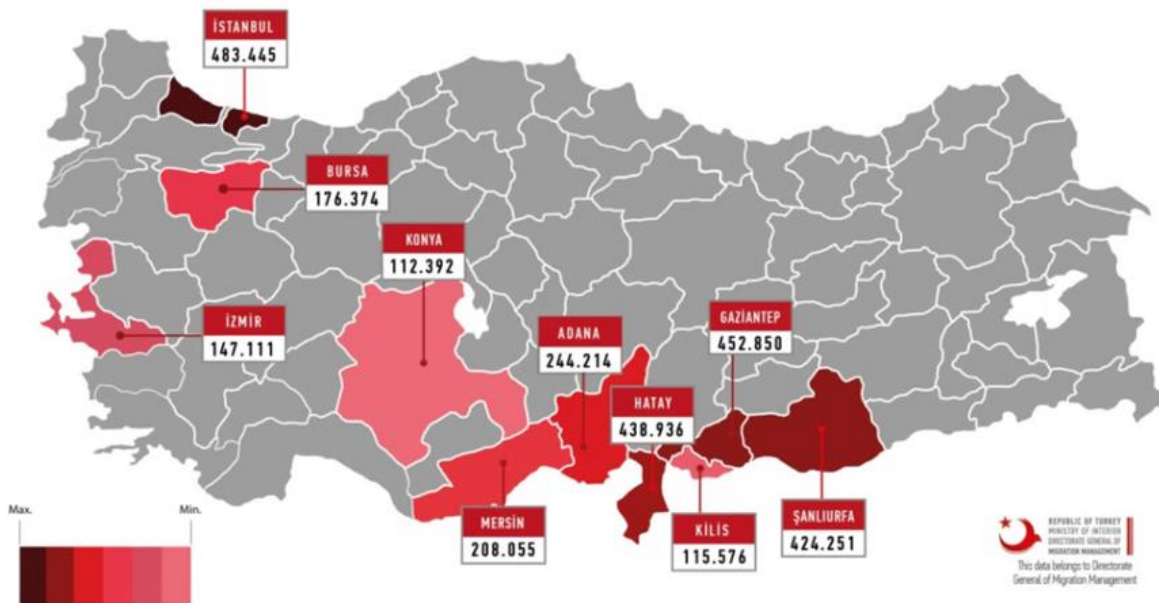 İSTANBUL
483.445
BURSA
176.374
KONYA
112.392
İZMİR
147.111
ADANA
244.214
GAZİANTEP
452.850
HATAY
438.936
MERSİN
208.055
KİLİS
115.576
ŞANLIURFA
424.251
Max.
Min.
REPUBLIC OF TURKEY
MINISTRY OF INTERIOR
DIRECTORATE GENERAL OF
MIGRATION MANAGEMENT
This data belongs to Directorate
General of Migration Management